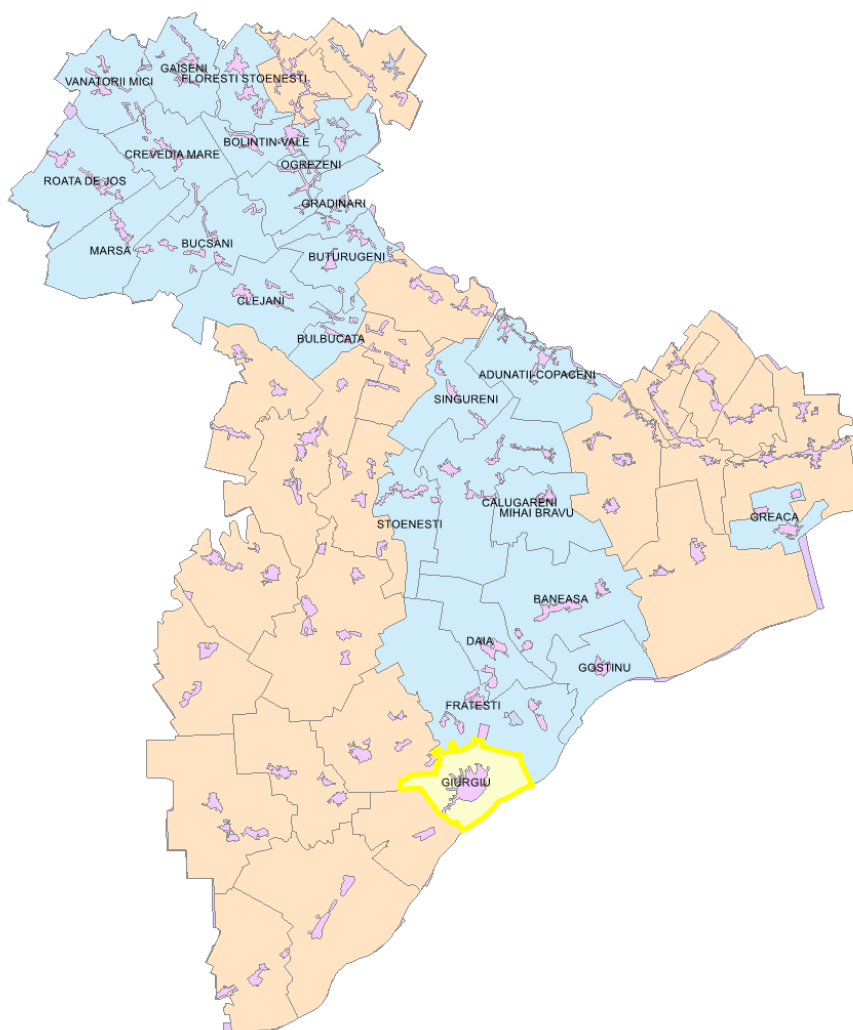 GAISENI
VANATORII MICI
FLORESTI STOENESTI
BOLINTIN-VALE
CREVEDIA MARE
OGREZENI
ROATA DE JOS
GRADINARI
BUCSANI
MARSA
BUTURUGENI
CLEJANI
BULBUCATA
ADUNATII-COPACENI
SINGURENI
CALUGARENI
MIHAI BRAVU
GREACA
STOENESTI
BANEASA
DAIA
GOSTINU
FRATESTI
GIURGIU